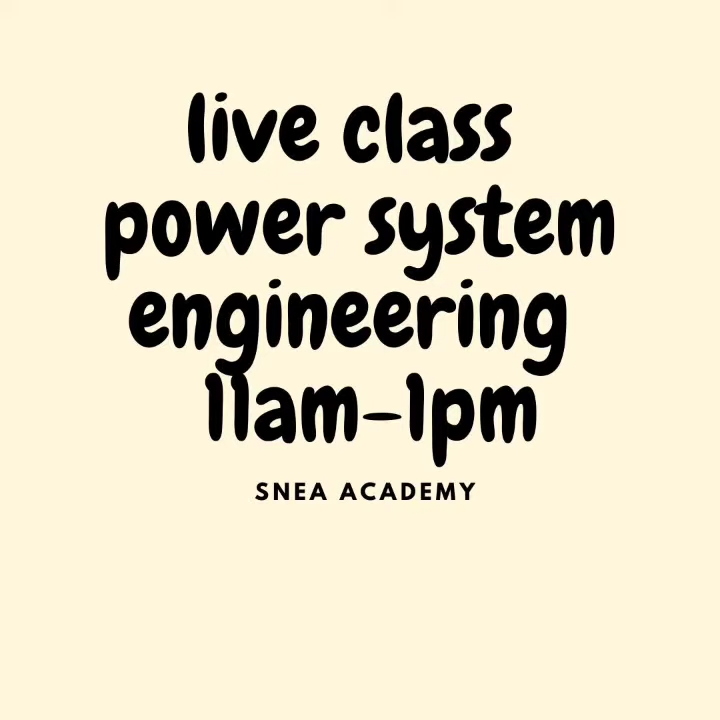 live class
power system
engineering
11am-1pm
SNEA ACADEMY